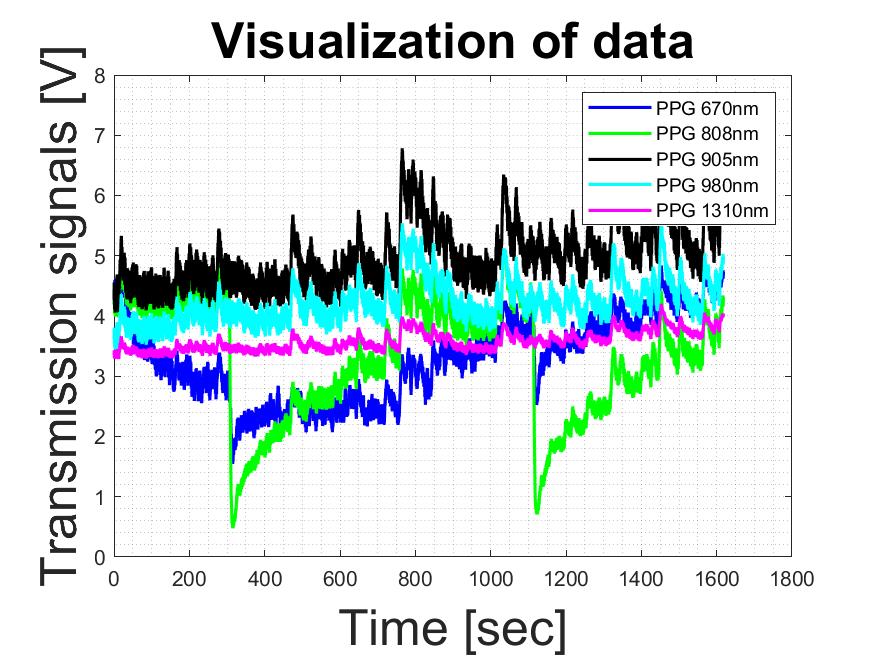 Visualization of data
Transmission signals [V]
8
7
6
5
4
3
2
1
0
PPG 670nm
PPG 808nm
PPG 905nm
PPG 980nm
PPG 1310nm
0 200 400 600 800 1000 1200 1400 1600 1800
Time [sec]